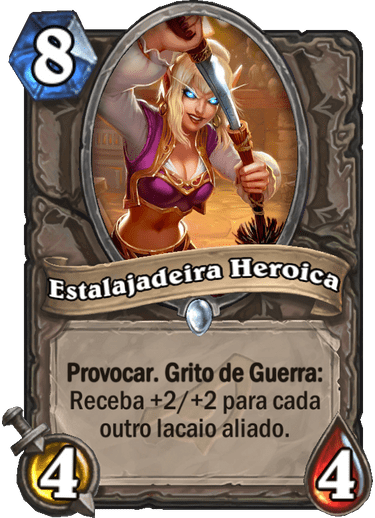 8
Estalajadeira Heroica
Provocar. Grito de Guerra:
Receba +2/+2 para cada
outro lacaio aliado.
4
4